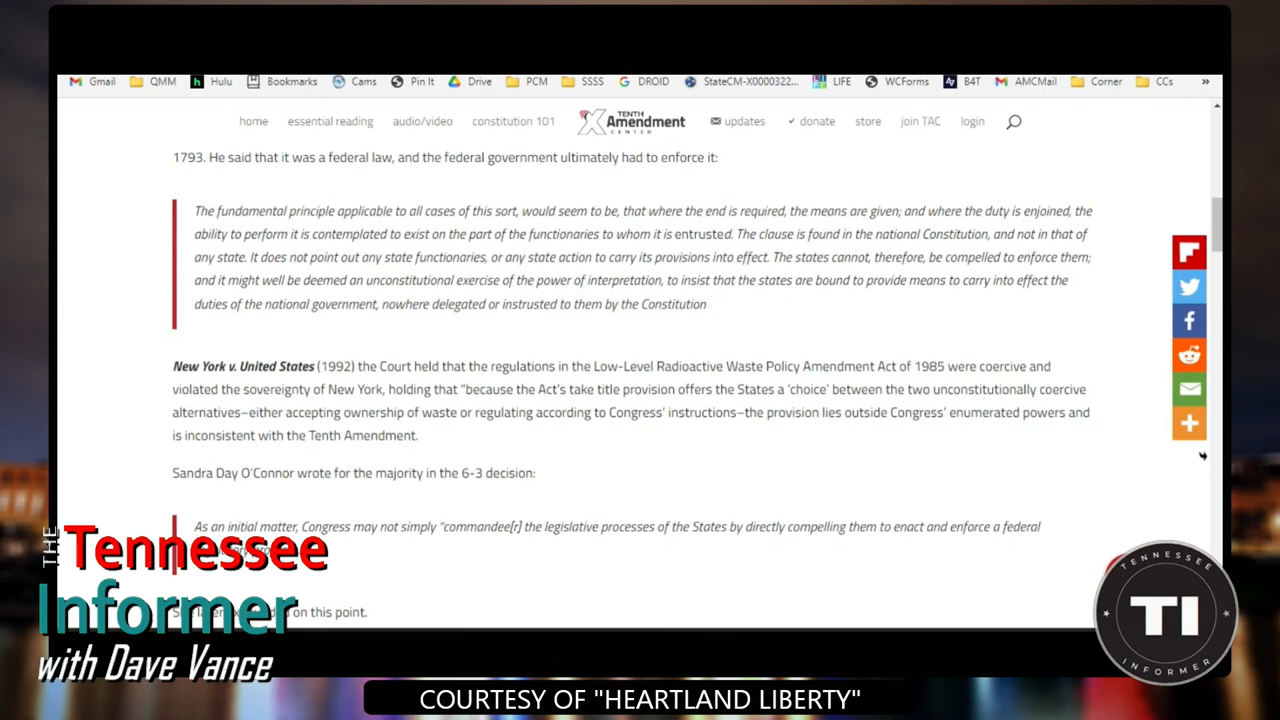 Gmail QMM Hulu Bookmarks Cams Pin It Drive PCM SSSS DROID StateCM-X0000322... LIFE WCForms B4T AMCMail Corner CCs »
home essential reading audio/video constitution 101 TENTH Amendment CENTER updates donate store join TAC login
1793. He said that it was a federal law, and the federal government ultimately had to enforce it:
The fundamental principle applicable to all cases of this sort, would seem to be, that where the end is required, the means are given; and where the duty is enjoined, the
ability to perform it is contemplated to exist on the part of the functionaries to whom it is entrusted. The clause is found in the national Constitution, and not in that of
any state. It does not point out any state functionaries, or any state action to carry its provisions into effect. The states cannot, therefore, be compelled to enforce them;
and it might well be deemed an unconstitutional exercise of the power of interpretation, to insist that the states are bound to provide means to carry into effect the
duties of the national government, nowhere delegated or instrusted to them by the Constitution
New York v. United States (1992) the Court held that the regulations in the Low-Level Radioactive Waste Policy Amendment Act of 1985 were coercive and
violated the sovereignty of New York, holding that "because the Act's take title provision offers the States a 'choice' between the two unconstitutionally coercive
alternatives–either accepting ownership of waste or regulating according to Congress' instructions–the provision lies outside Congress' enumerated powers and
is inconsistent with the Tenth Amendment.
Sandra Day O'Connor wrote for the majority in the 6-3 decision:
As an initial matter, Congress may not simply "commandee[r] the legislative processes of the States by directly compelling them to enact and enforce a federal
on this point.
THE Tennessee
Informer
with Dave Vance
TENNESSEE
TI
INFORMER
COURTESY OF "HEARTLAND LIBERTY"